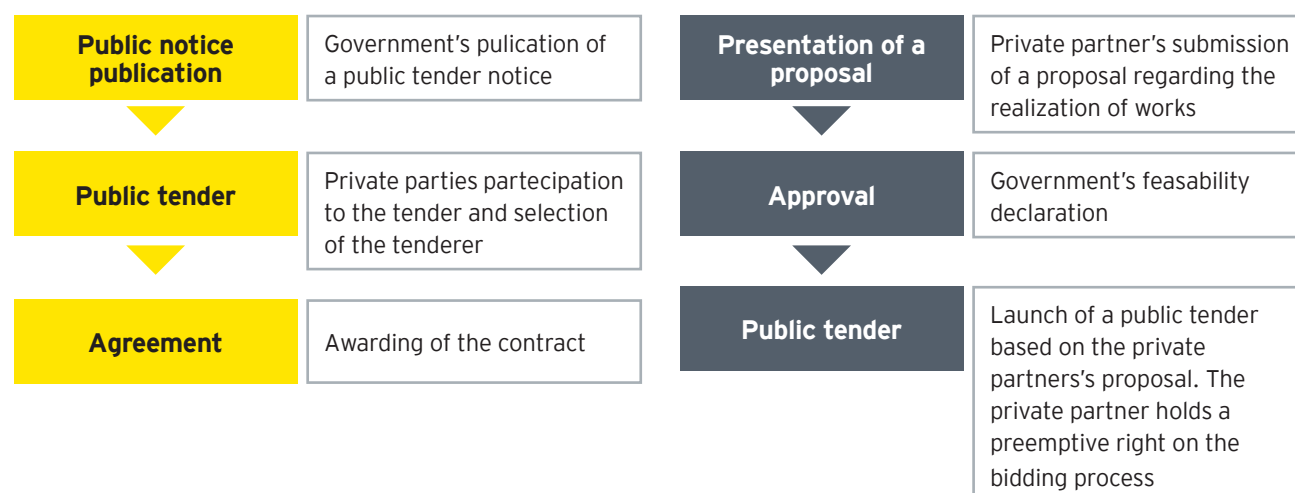 Public notice
publication
Government's pulication of
a public tender notice
Public tender
Private parties partecipation
to the tender and selection
of the tenderer
Agreement
Awarding of the contract
Presentation of a
proposal
Private partner's submission
of a proposal regarding the
realization of works
Approval
Government's feasability
declaration
Public tender
Launch of a public tender
based on the private
partners's proposal. The
private partner holds a
preemptive right on the
bidding process